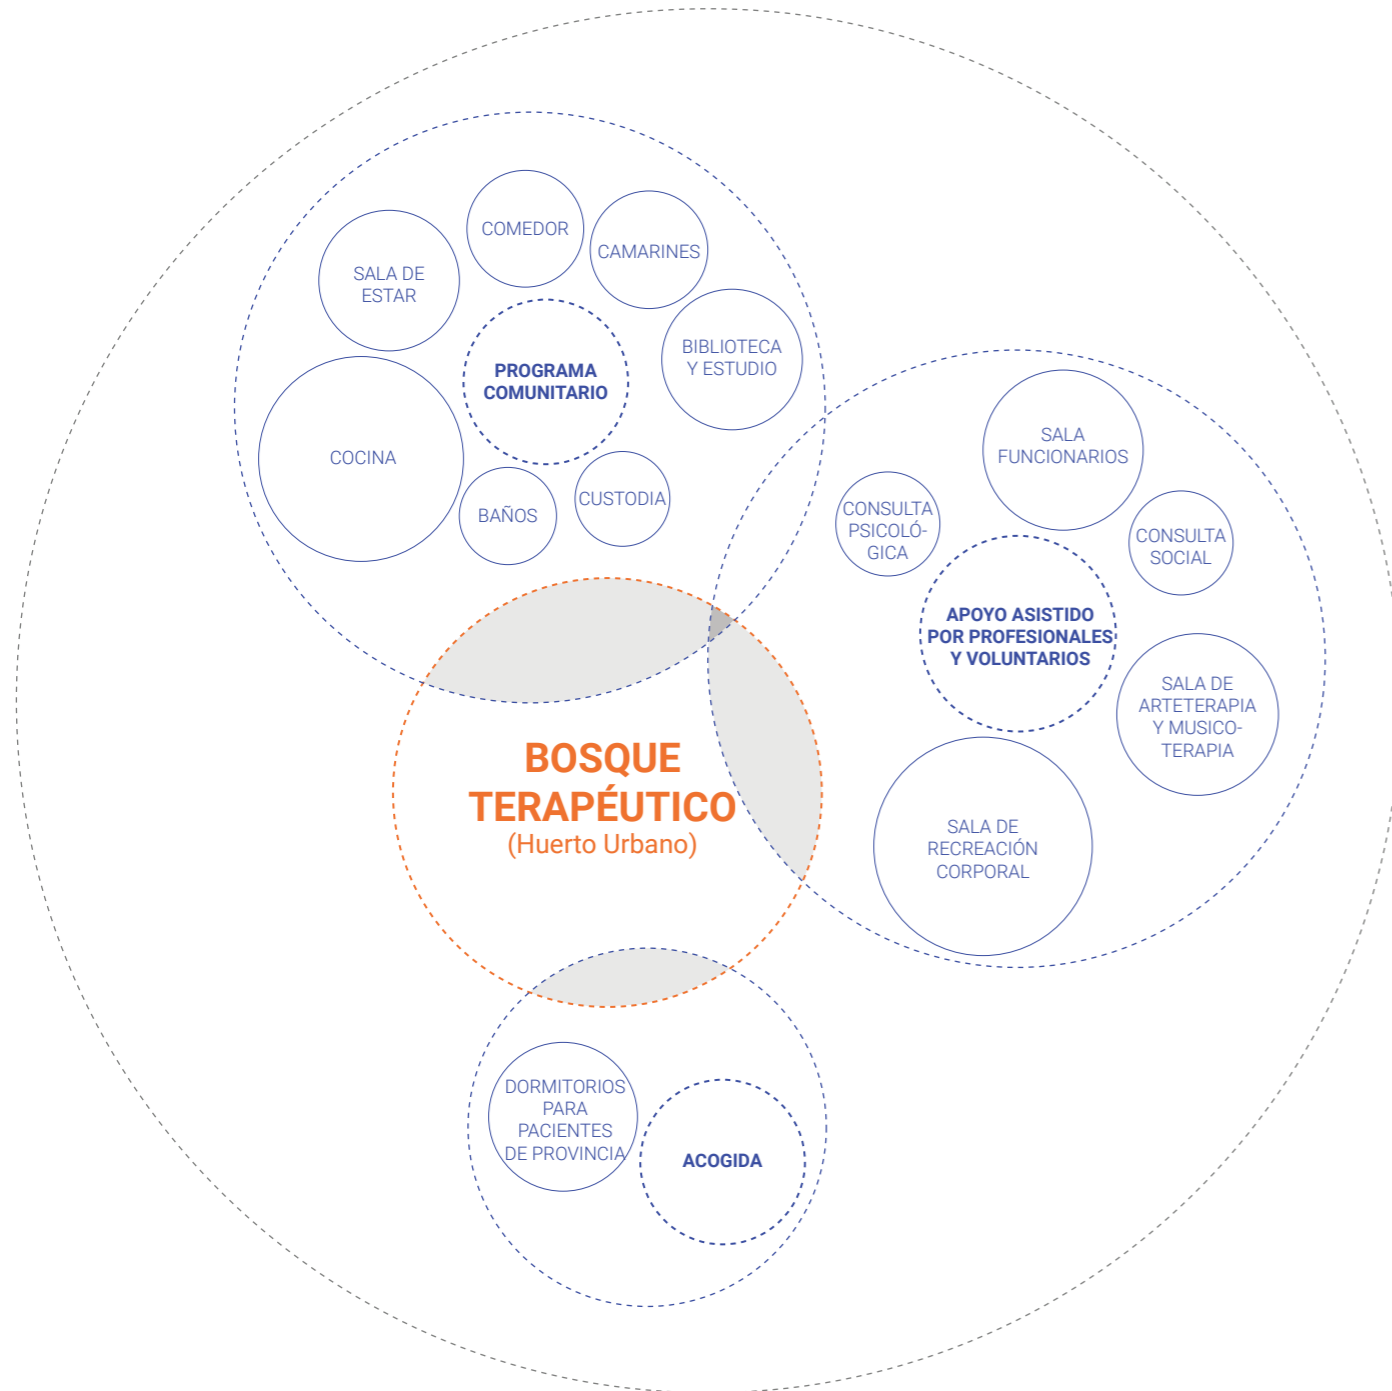 COMEDOR
CAMARINES
SALA DE
ESTAR
BIBLIOTECA
Y ESTUDIO
PROGRAMA
COMUNITARIO
COCINA
BAÑOS
CUSTODIA
SALA
FUNCIONARIOS
CONSULTA
PSICOLÓ-
GICA
CONSULTA
SOCIAL
APOYO ASISTIDO
POR PROFESIONALES
Y VOLUNTARIOS
SALA DE
ARTETERAPIA
Y MUSICO-
TERAPIA
SALA DE
RECREACIÓN
CORPORAL
BOSQUE
TERAPÉUTICO
(Huerto Urbano)
DORMITORIOS
PARA
PACIENTES
DE PROVINCIA
ACOGIDA